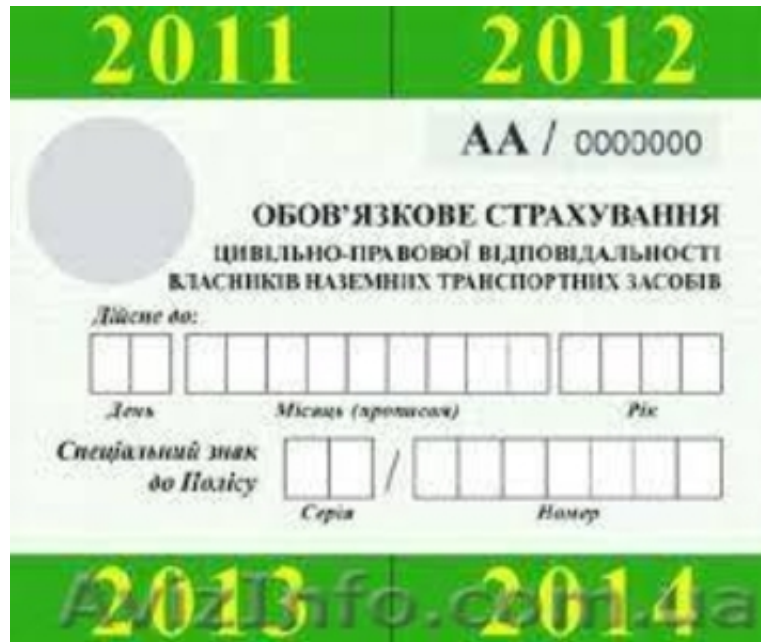 2011 2012
АА / 0000000
ОБОВ’ЯЗКОВЕ СТРАХУВАННЯ
ЦИВІЛЬНО-ПРАВОВОЇ ВІДПОВІДАЛЬНОСТІ
ВЛАСНИКІВ НАЗЕМНИХ ТРАНСПОРТНИХ ЗАСОБІВ
Дійсне до:
День Місяць (прописом) Рік
Спеціальний знак
до Полісу
/
Серія Номер
2013 2014
AvizInfo.com.ua